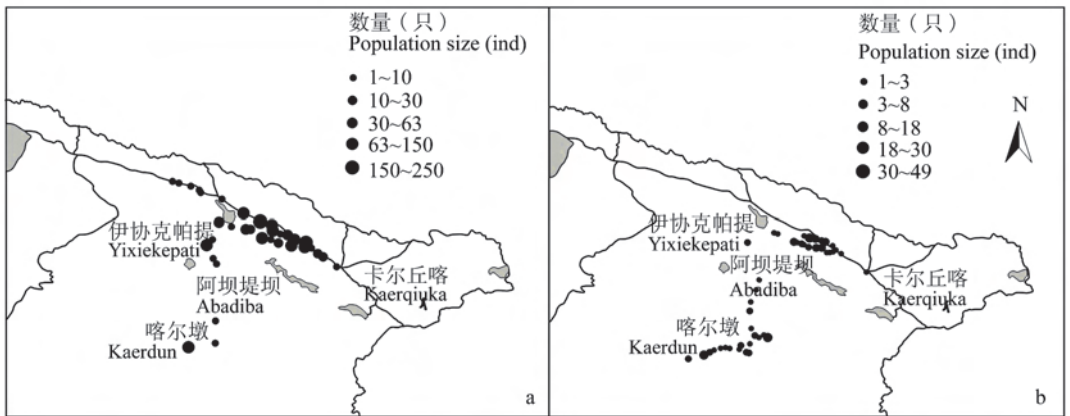 数量（只）
Population size (ind)
1~10
10~30
30~63
63~150
150~250
伊协克帕提
Yixiekepati
阿坝堤坝
Abadiba
卡尔丘喀
Kaerqiuka
喀尔墩
Kaerdun
a
数量（只）
Population size (ind)
1~3
3~8
8~18
18~30
30~49
N
伊协克帕提
Yixiekepati
阿坝堤坝
Abadiba
卡尔丘喀
Kaerqiuka
喀尔墩
Kaerdun
b